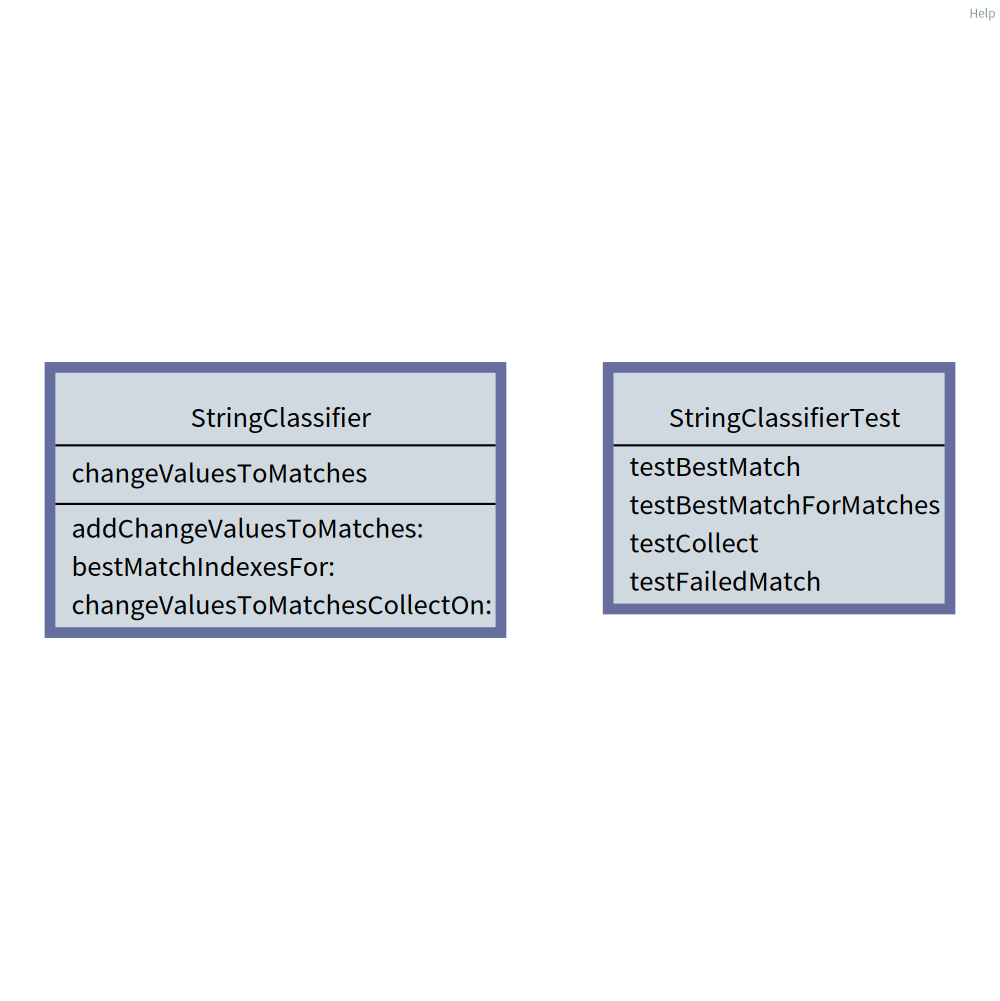 Help
StringClassifier
changeValuesToMatches
addChangeValuesToMatches:
bestMatchIndexesFor:
changeValuesToMatchesCollectOn:
StringClassifierTest
testBestMatch
testBestMatchForMatches
testCollect
testFailedMatch